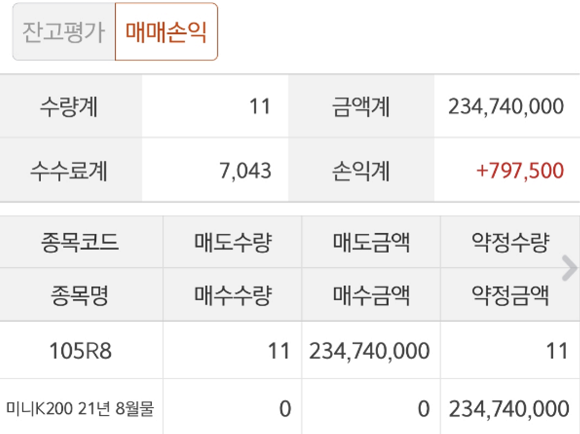 잔고평가 매매손익
수량계 11 금액계 234,740,000
수수료계 7,043 손익계 +797,500
종목코드 매도수량 매도금액 약정수량
종목명 매수수량 매수금액 약정금액
105R8 11 234,740,000 11
미니K200 21년 8월물 0 0 234,740,000